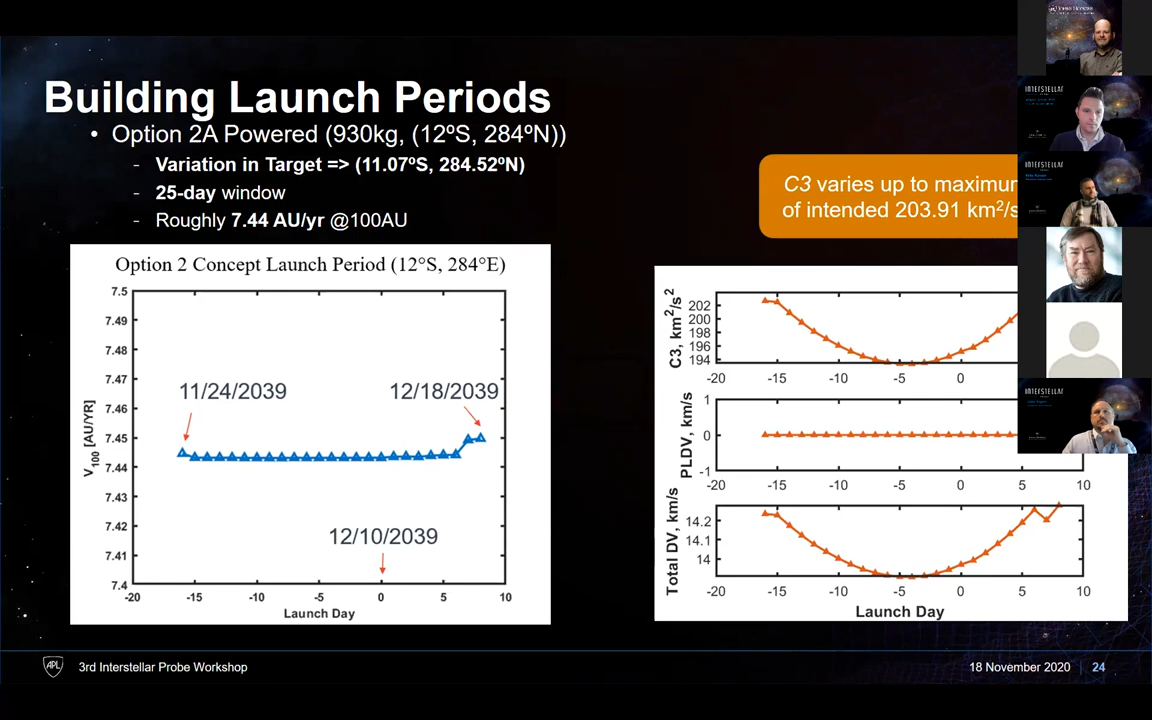 Building Launch Periods
• Option 2A Powered (930kg, (12ºS, 284ºN))
- Variation in Target => (11.07ºS, 284.52ºN)
- 25-day window
- Roughly 7.44 AU/yr @100AU
C3 varies up to maximum
of intended 203.91 km²/s
Option 2 Concept Launch Period (12°S, 284°E)
7.5
7.49
7.48
7.47
7.46
7.45
7.44
7.43
7.42
7.41
7.4
V100 [AU/YR]
11/24/2039
12/18/2039
12/10/2039
-20 -15 -10 -5 0 5 10
Launch Day
C3, km²/s²
202
200
198
196
194
-20 -15 -10 -5 0
PLDV, km/s
1
0
-1
-20 -15 -10 -5 0 5 10
Total DV, km/s
14.2
14.1
14
-20 -15 -10 -5 0 5 10
Launch Day
INTERSTELLAR
INTERSTELLAR
INTERSTELLAR
APL
3rd Interstellar Probe Workshop
18 November 2020
24